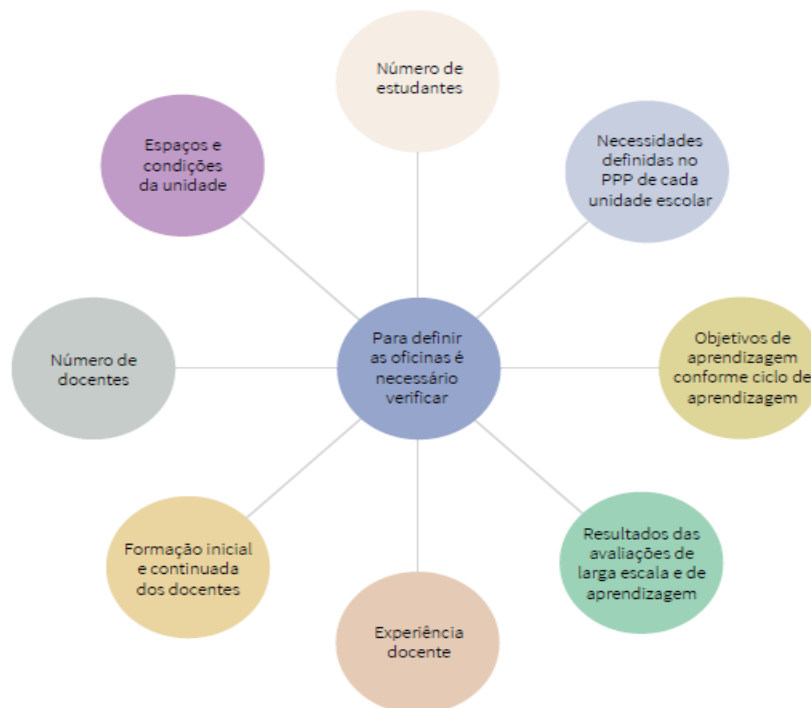 Número de
estudantes
Necessidades
definidas no
PPP de cada
unidade escolar
Objetivos de
aprendizagem
conforme ciclo de
aprendizagem
Resultados das
avaliações de
larga escala e de
aprendizagem
Experiência
docente
Formação inicial
e continuada
dos docentes
Número de
docentes
Espaços e
condições
da unidade
Para definir
as oficinas é
necessário
verificar